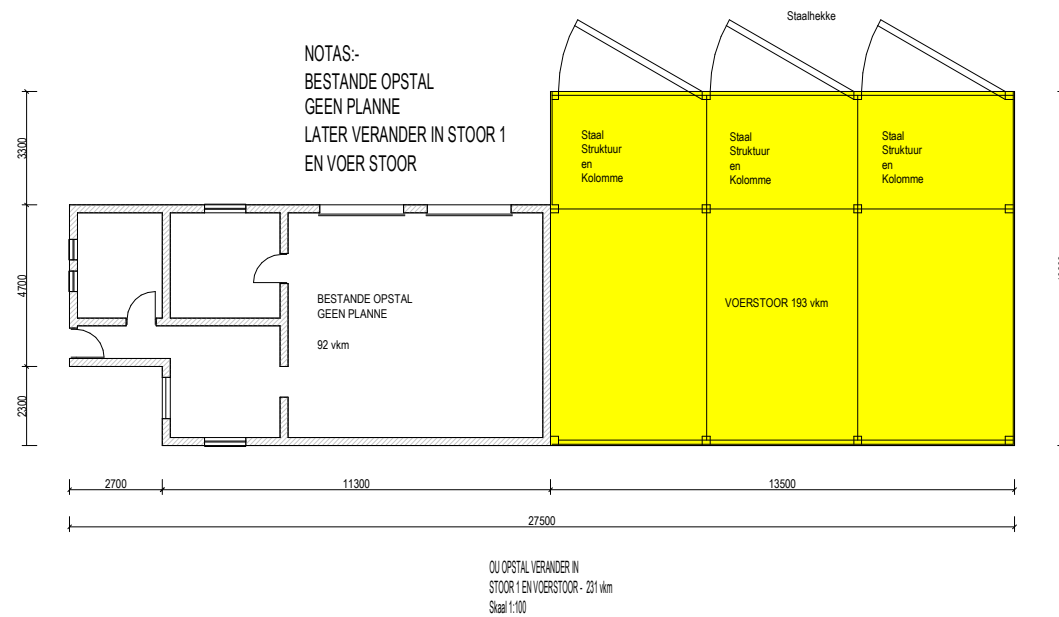 Staalhekke
NOTAS:-
BESTANDE OPSTAL
GEEN PLANNE
LATER VERANDER IN STOOR 1
EN VOER STOOR
3300
4700
2300
Staal
Struktuur
en
Kolomme
Staal
Struktuur
en
Kolomme
Staal
Struktuur
en
Kolomme
BESTANDE OPSTAL
GEEN PLANNE
92 vkm
VOERSTOOR 193 vkm
2700
11300
13500
27500
OU OPSTAL VERANDER IN
STOOR 1 EN VOERSTOOR - 231 vkm
Skaal 1:100